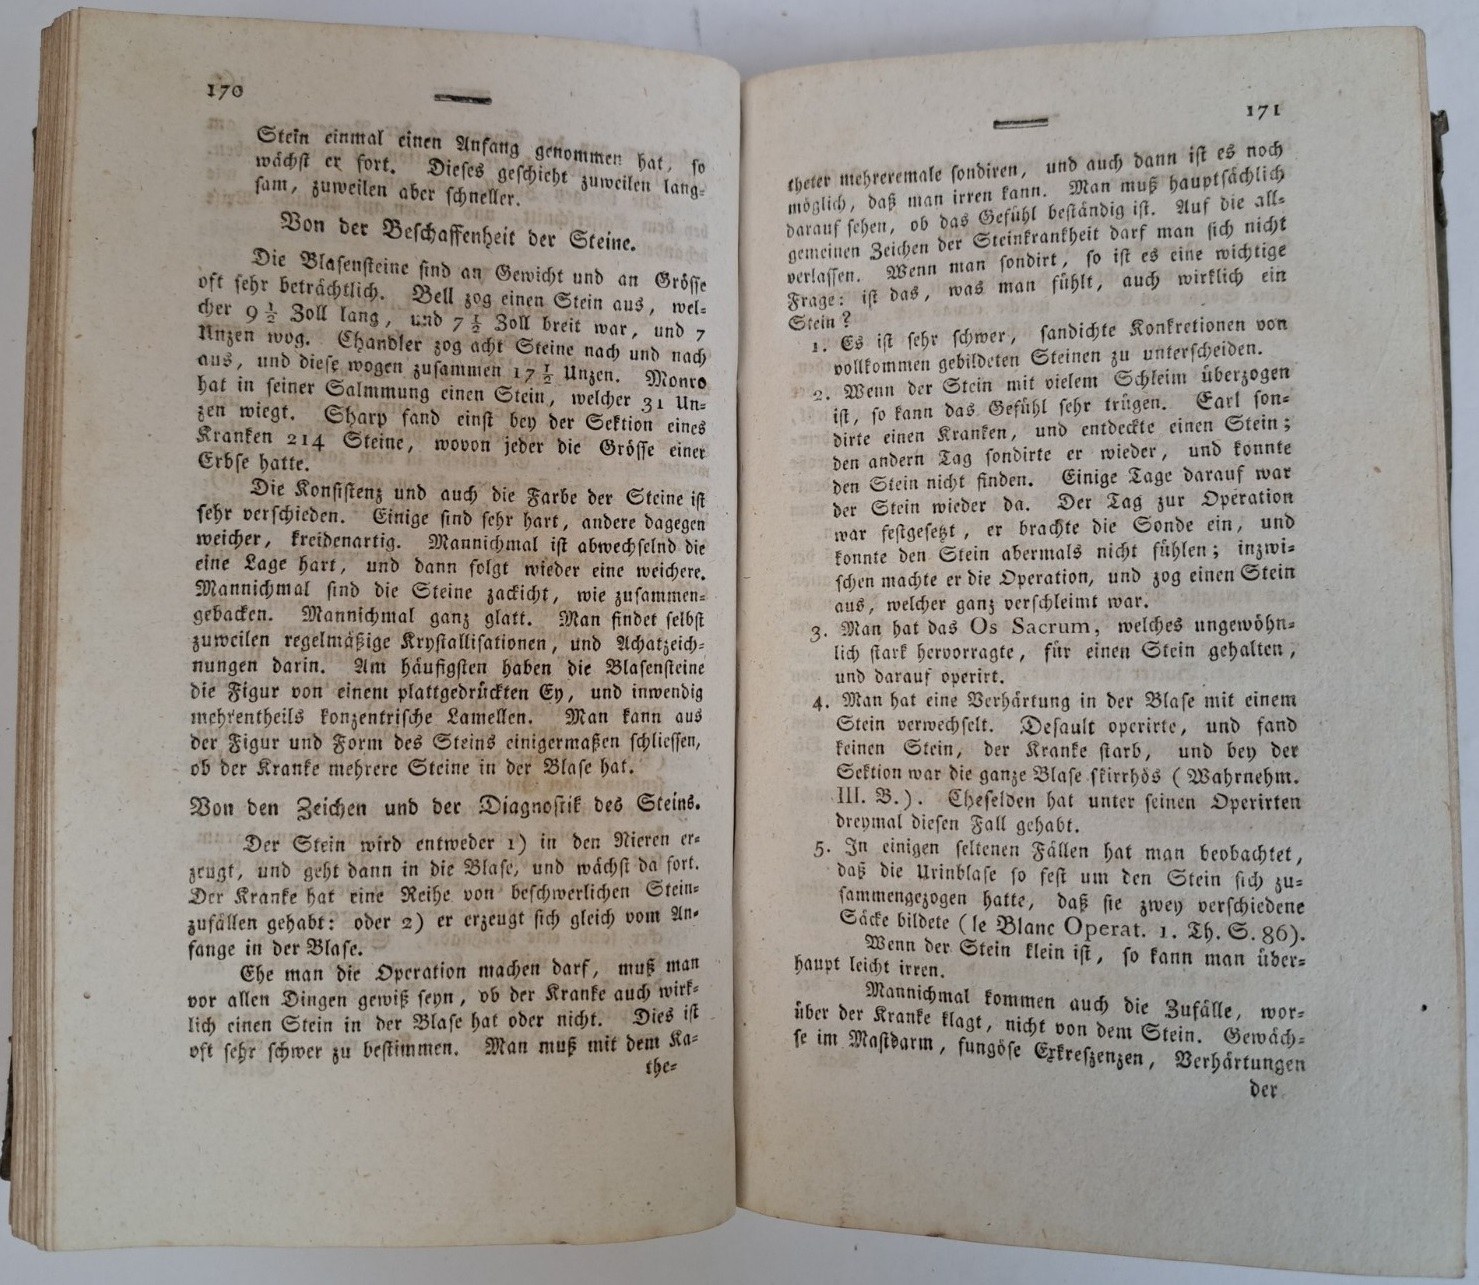 170
Stein einmal einen Anfang genommen hat, so
wächst er fort. Dieses geschieht zuweilen lang=
sam, zuweilen aber schneller.
Von der Beschaffenheit der Steine.
Die Blasensteine sind an Gewicht und an Grösse
oft sehr beträchtlich. Bell zog einen Stein aus, wel=
cher 9 1/2 Zoll lang, und 7 1/2 Zoll breit war, und 7
Unzen wog. Chandler zog acht Steine nach und nach
aus, und diese wogen zusammen 17 1/2 Unzen. Monro
hat in seiner Salmmung einen Stein, welcher 31 Un=
zen wiegt. Sharp fand einst bey der Sektion eines
Kranken 214 Steine, wovon jeder die Grösse einer
Erbse hatte.
Die Konsistenz und auch die Farbe der Steine ist
sehr verschieden. Einige sind sehr hart, andere dagegen
weicher, kreidenartig. Mannichmal ist abwechselnd die
eine Lage hart, und dann folgt wieder eine weichere.
Mannichmal sind die Steine zackicht, wie zusammen=
gebacken. Mannichmal ganz glatt. Man findet selbst
zuweilen regelmäßige Krystallisationen, und Achatzeich=
nungen darin. Am häufigsten haben die Blasensteine
die Figur von einem plattgedrückten Ey, und inwendig
mehrentheils konzentrische Lamellen. Man kann aus
der Figur und Form des Steins einigermaßen schliessen,
ob der Kranke mehrere Steine in der Blase hat.
Von den Zeichen und der Diagnostik des Steins.
Der Stein wird entweder 1) in den Nieren er=
zeugt, und geht dann in die Blase, und wächst da fort.
Der Kranke hat eine Reihe von beschwerlichen Stein=
zufällen gehabt: oder 2) er erzeugt sich gleich vom An=
fange in der Blase.
Ehe man die Operation machen darf, muß man
vor allen Dingen gewiß seyn, ob der Kranke auch wirk=
lich einen Stein in der Blase hat oder nicht. Dies ist
oft sehr schwer zu bestimmen. Man muß mit dem Ka=
the=
171
theter mehreremale sondiren, und auch dann ist es noch
möglich, daß man irren kann. Man muß hauptsächlich
darauf sehen, ob das Gefühl beständig ist. Auf die all=
gemeinen Zeichen der Steinkrankheit darf man sich nicht
verlassen. Wenn man sondirt, so ist es eine wichtige
Frage: ist das, was man fühlt, auch wirklich ein
Stein?
1. Es ist sehr schwer, sandichte Konkretionen von
vollkommen gebildeten Steinen zu unterscheiden.
2. Wenn der Stein mit vielem Schleim überzogen
ist, so kann das Gefühl sehr trügen. Earl son=
dirte einen Kranken, und entdeckte einen Stein;
den andern Tag sondirte er wieder, und konnte
den Stein nicht finden. Einige Tage darauf war
der Stein wieder da. Der Tag zur Operation
war festgesetzt, er brachte die Sonde ein, und
konnte den Stein abermals nicht fühlen; inzwi=
schen machte er die Operation, und zog einen Stein
aus, welcher ganz verschleimt war.
3. Man hat das Os Sacrum, welches ungewöhn=
lich stark hervorragte, für einen Stein gehalten,
und darauf operirt.
4. Man hat eine Verhärtung in der Blase mit einem
Stein verwechselt. Desault operirte, und fand
keinen Stein, der Kranke starb, und bey der
Sektion war die ganze Blase skirrhös (Wahrnehm.
III. B.). Cheselden hat unter seinen Operirten
dreymal diesen Fall gehabt.
5. In einigen seltenen Fällen hat man beobachtet,
daß die Urinblase so fest um den Stein sich zu=
sammengezogen hatte, daß sie zwey verschiedene
Säcke bildete (le Blanc Operat. 1. Th. S. 86).
Wenn der Stein klein ist, so kann man über=
haupt leicht irren.
Mannichmal kommen auch die Zufälle, wor=
über der Kranke klagt, nicht von dem Stein. Gewäch=
se im Mastdarm, fungöse Exkreszenzen, Verhärtungen
der